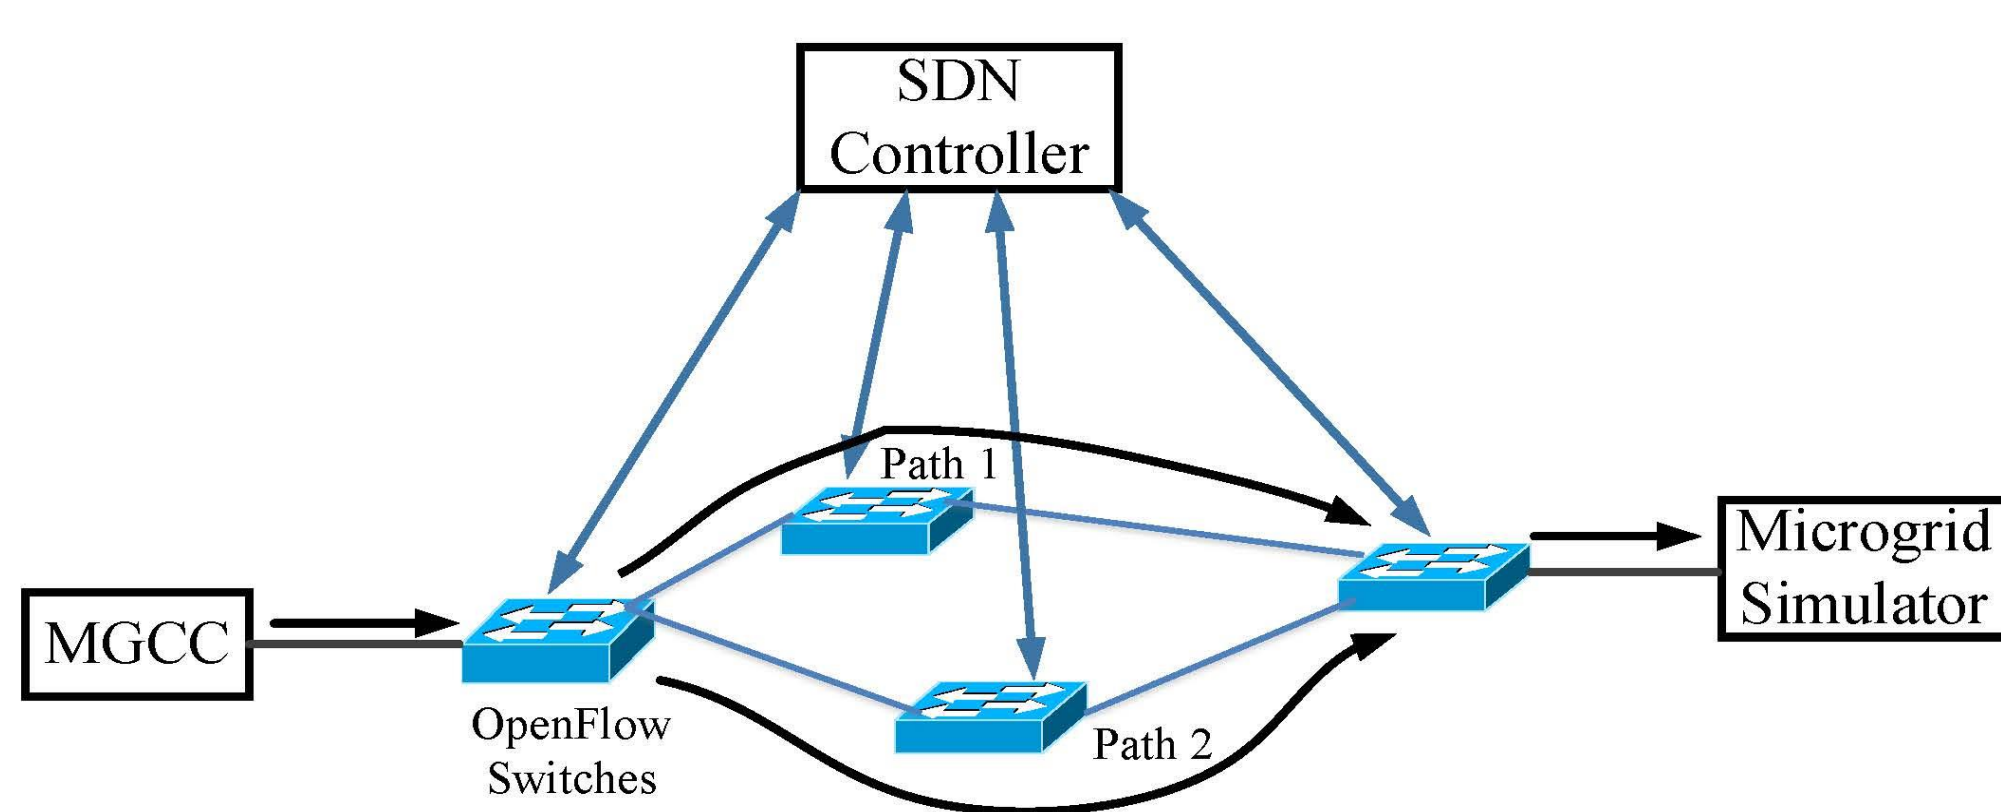 SDN
Controller
Path 1
Microgrid
Simulator
MGCC
OpenFlow
Switches
Path 2